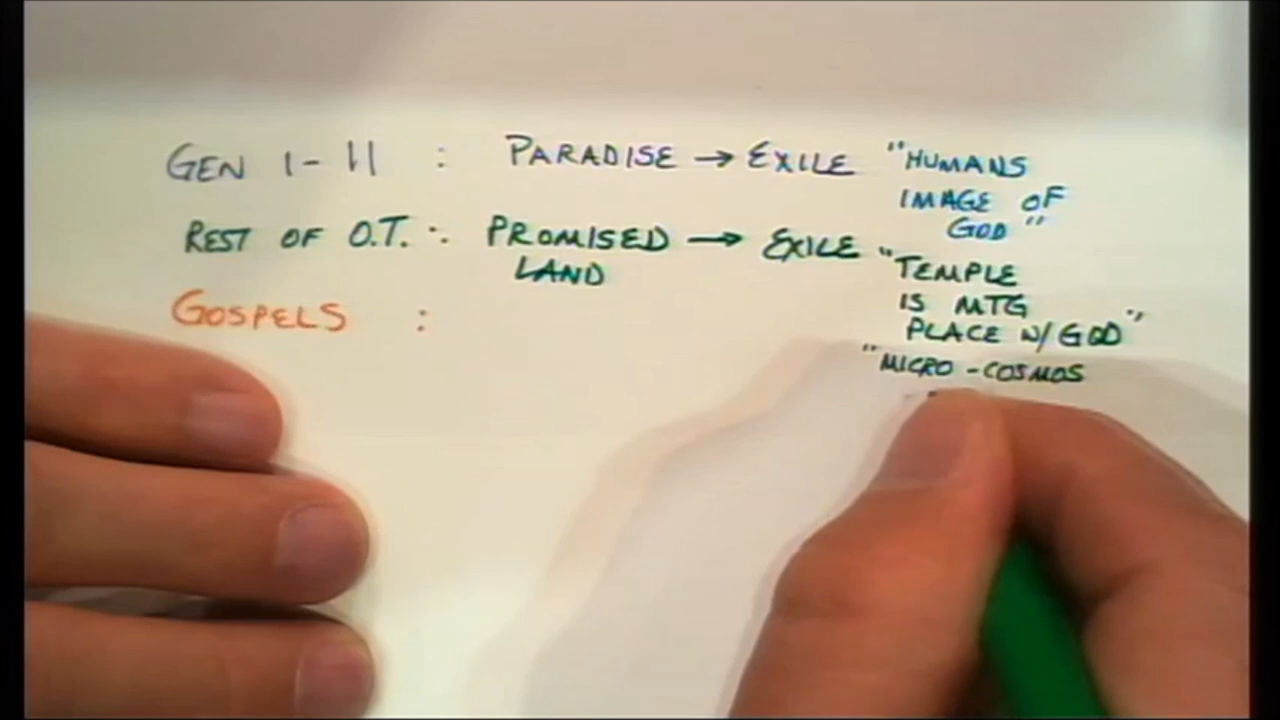 GEN 1-11 : PARADISE → EXILE "HUMANS
IMAGE OF
GOD"
REST OF O.T. : PROMISED → EXILE "TEMPLE
LAND
IS MTG
PLACE W/GOD"
GOSPELS :
"MICRO-COSMOS